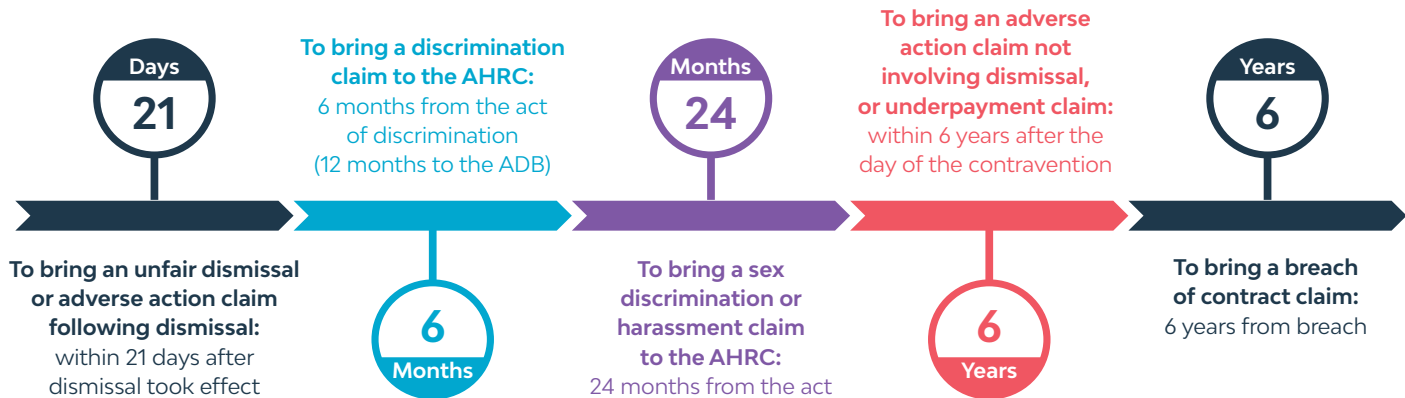 Days
21
To bring an unfair dismissal
or adverse action claim
following dismissal:
within 21 days after
dismissal took effect
To bring a discrimination
claim to the AHRC:
6 months from the act
of discrimination
(12 months to the ADB)
6
Months
Months
24
To bring a sex
discrimination or
harassment claim
to the AHRC:
24 months from the act
To bring an adverse
action claim not
involving dismissal,
or underpayment claim:
within 6 years after the
day of the contravention
6
Years
Years
6
To bring a breach
of contract claim:
6 years from breach